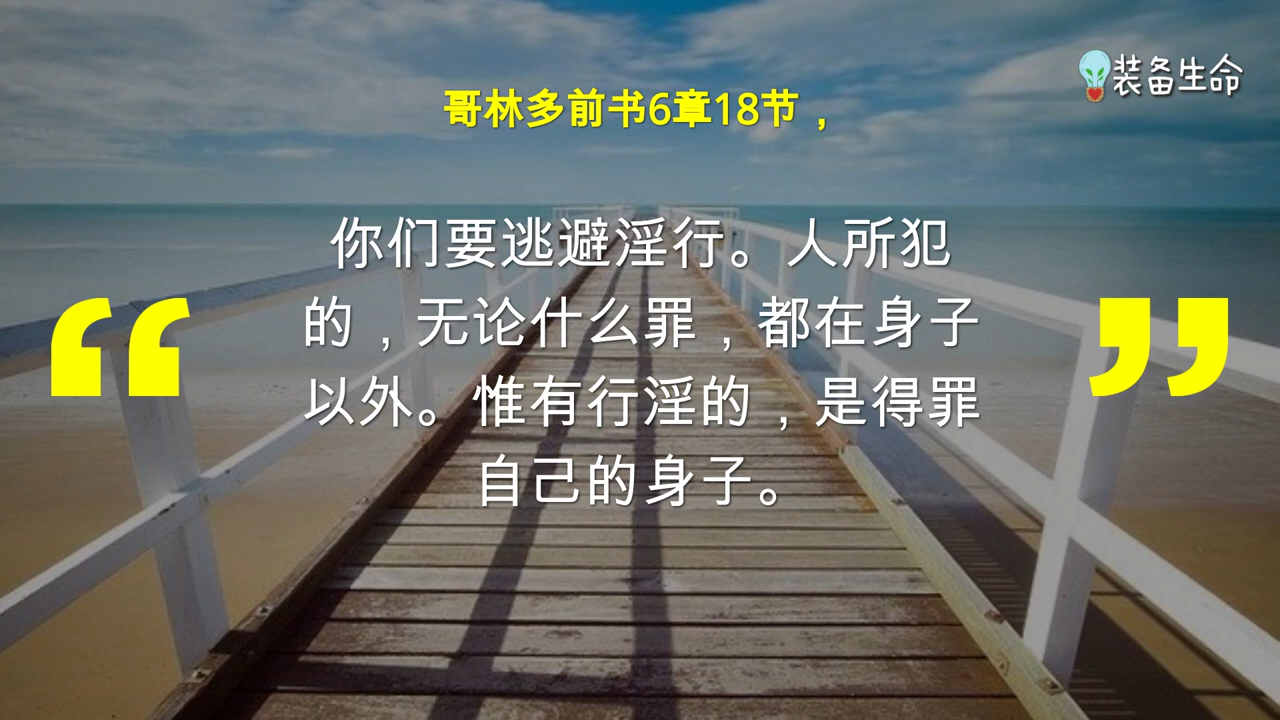 装备生命
哥林多前书6章18节，
你们要逃避淫行。人所犯
的，无论什么罪，都在身子
以外。惟有行淫的，是得罪
自己的身子。